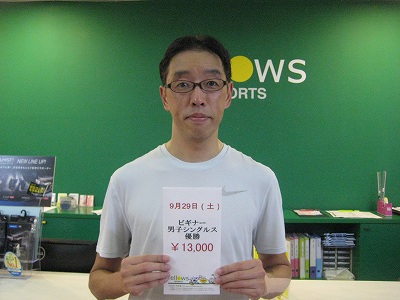 OWS
ORTS
NEW LINE UP!
9月29日(土)
ビギナー
男子シングルス
優勝
￥13,000